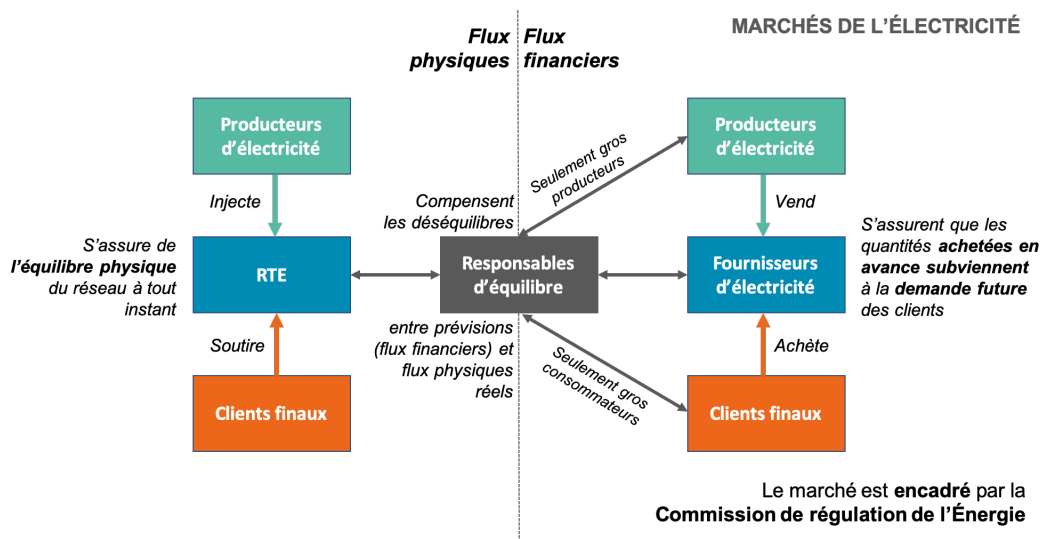 MARCHÉS DE L'ÉLECTRICITÉ
Flux
physiques
Flux
financiers
Producteurs
d'électricité
Injecte
S'assure de
l'équilibre physique
du réseau à tout
instant
RTE
Soutire
Clients finaux
Compensent
les déséquilibres
Responsables
d'équilibre
entre prévisions
(flux financiers) et
flux physiques
réels
Seulement gros
producteurs
Seulement gros
consommateurs
Producteurs
d'électricité
Vend
Fournisseurs
d'électricité
S'assurent que les
quantités achetées en
avance subviennent
à la demande future
des clients
Achète
Clients finaux
Le marché est encadré par la
Commission de régulation de l'Énergie